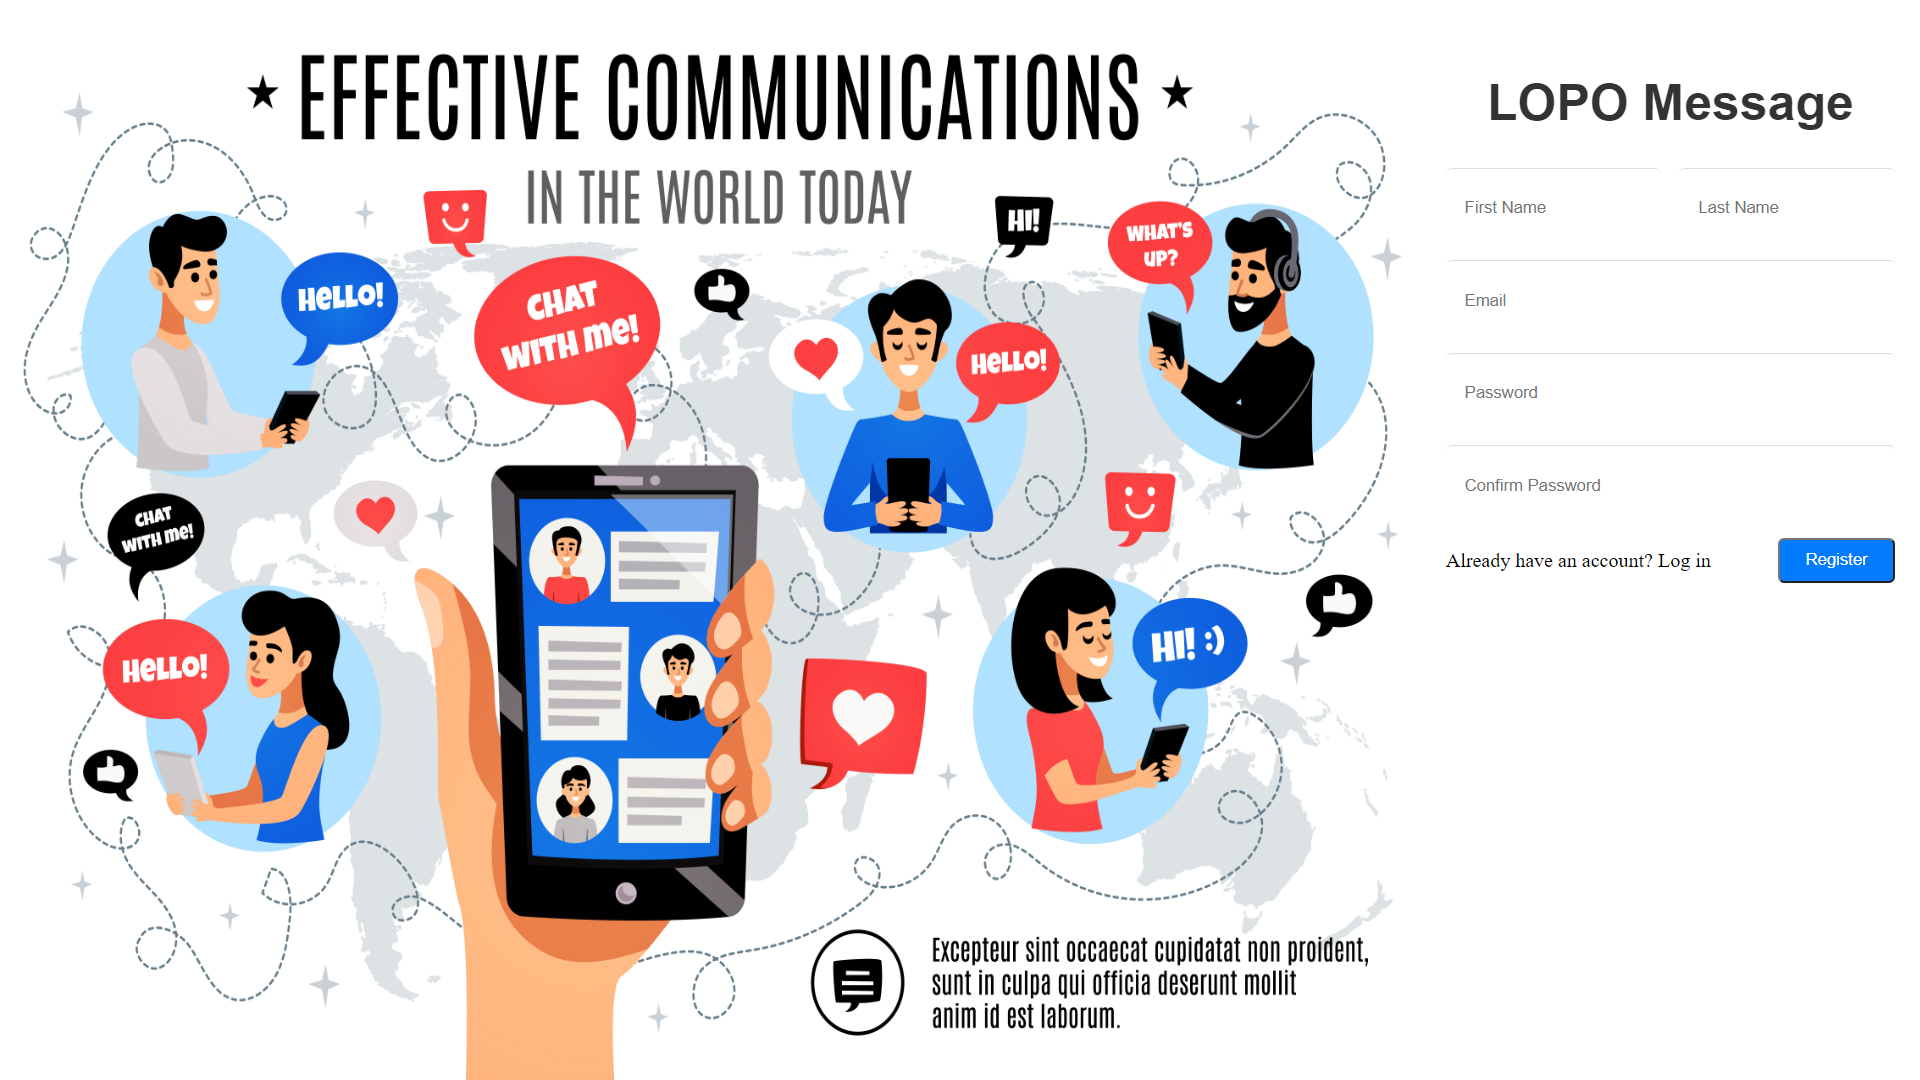 EFFECTIVE COMMUNICATIONS
IN THE WORLD TODAY
HELLO!
CHAT
WITH me!
HI!
WHAT'S
UP?
HELLO!
CHAT
WITH me!
HELLO!
HI! :)
Excepteur sint occaecat cupidatat non proident,
sunt in culpa qui officia deserunt mollit
anim id est laborum.
LOPO Message
First Name
Last Name
Email
Password
Confirm Password
Already have an account? Log in
Register